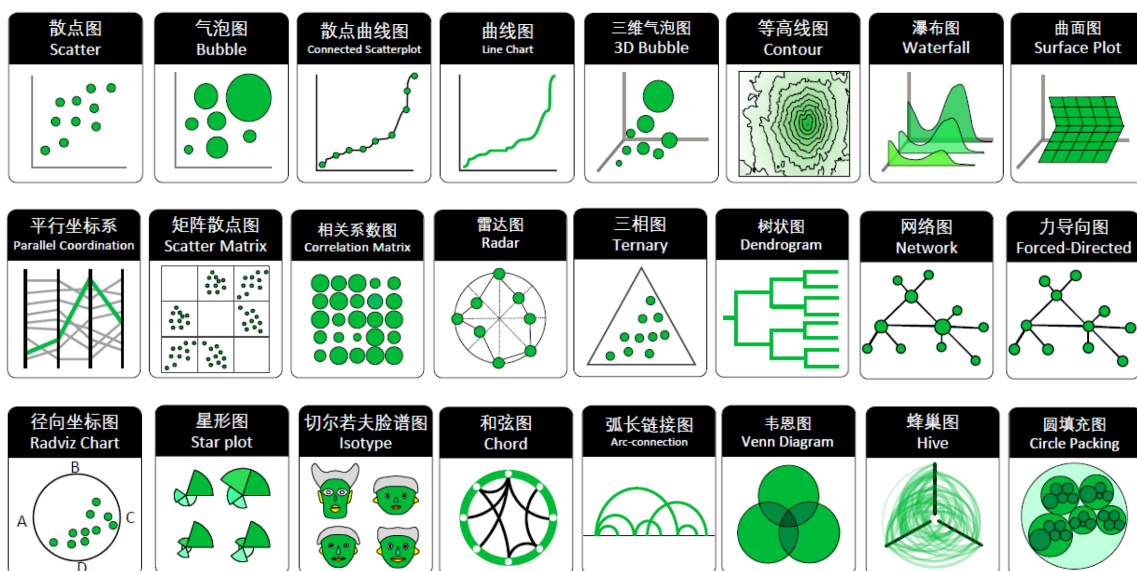 散点图
Scatter
气泡图
Bubble
散点曲线图
Connected Scatterplot
曲线图
Line Chart
三维气泡图
3D Bubble
等高线图
Contour
瀑布图
Waterfall
曲面图
Surface Plot
平行坐标系
Parallel Coordination
矩阵散点图
Scatter Matrix
相关系数图
Correlation Matrix
雷达图
Radar
三相图
Ternary
树状图
Dendrogram
网络图
Network
力导向图
Forced-Directed
径向坐标图
Radviz Chart
B
A
C
D
星形图
Star plot
切尔若夫脸谱图
Isotype
和弦图
Chord
弧长链接图
Arc-connection
韦恩图
Venn Diagram
蜂巢图
Hive
圆填充图
Circle Packing